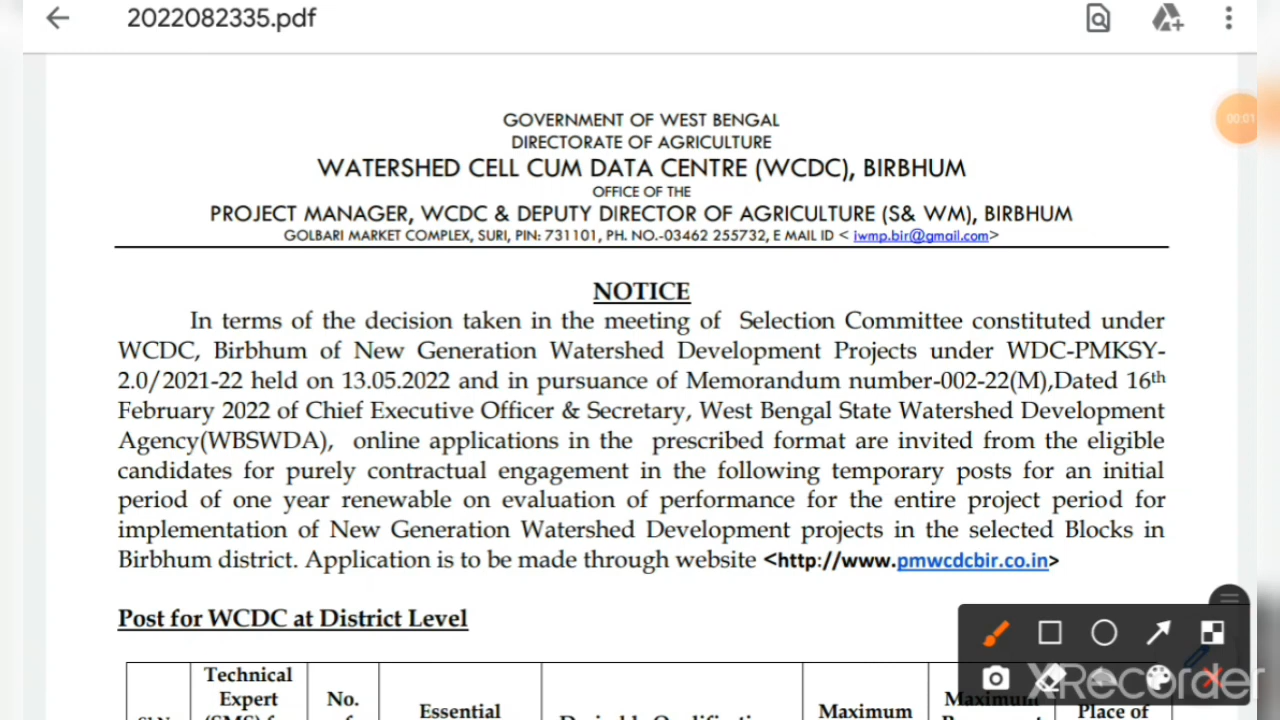 2022082335.pdf
00:01
GOVERNMENT OF WEST BENGAL
DIRECTORATE OF AGRICULTURE
WATERSHED CELL CUM DATA CENTRE (WCDC), BIRBHUM
OFFICE OF THE
PROJECT MANAGER, WCDC & DEPUTY DIRECTOR OF AGRICULTURE (S& WM), BIRBHUM
GOLBARI MARKET COMPLEX, SURI, PIN: 731101, PH. NO.-03462 255732, E MAIL ID < iwmp.bir@gmail.com>
NOTICE
In terms of the decision taken in the meeting of Selection Committee constituted under
WCDC, Birbhum of New Generation Watershed Development Projects under WDC-PMKSY-
2.0/2021-22 held on 13.05.2022 and in pursuance of Memorandum number-002-22(M),Dated 16th
February 2022 of Chief Executive Officer & Secretary, West Bengal State Watershed Development
Agency(WBSWDA), online applications in the prescribed format are invited from the eligible
candidates for purely contractual engagement in the following temporary posts for an initial
period of one year renewable on evaluation of performance for the entire project period for
implementation of New Generation Watershed Development projects in the selected Blocks in
Birbhum district. Application is to be made through website <http://www.pmwcdcbir.co.in>
Post for WCDC at District Level
Technical
Expert
No.
Essential
Maximum
Maximum
Place of
XRecorder